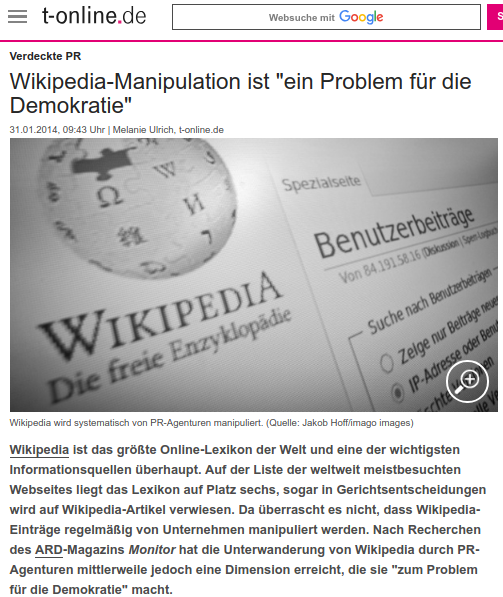 t-online.de
Websuche mit Google
S
Verdeckte PR
Wikipedia-Manipulation ist "ein Problem für die
Demokratie"
31.01.2014, 09:43 Uhr | Melanie Ulrich, t-online.de
Ω W И 維
WIKIPEDIA
Die freie Enzyklopädie
Spezialseite
Benutzerbeiträge
Von 84.191.58.16 (Diskussion | Sperr-Logbuch
Suche nach Benutzerbeiträgen
Zeige nur Beiträge neuer
IP-Adresse oder Benu
Wikipedia wird systematisch von PR-Agenturen manipuliert. (Quelle: Jakob Hoff/imago images)
Wikipedia ist das größte Online-Lexikon der Welt und eine der wichtigsten
Informationsquellen überhaupt. Auf der Liste der weltweit meistbesuchten
Webseites liegt das Lexikon auf Platz sechs, sogar in Gerichtsentscheidungen
wird auf Wikipedia-Artikel verwiesen. Da überrascht es nicht, dass Wikipedia-
Einträge regelmäßig von Unternehmen manipuliert werden. Nach Recherchen
des ARD-Magazins Monitor hat die Unterwanderung von Wikipedia durch PR-
Agenturen mittlerweile jedoch eine Dimension erreicht, die sie "zum Problem
für die Demokratie" macht.